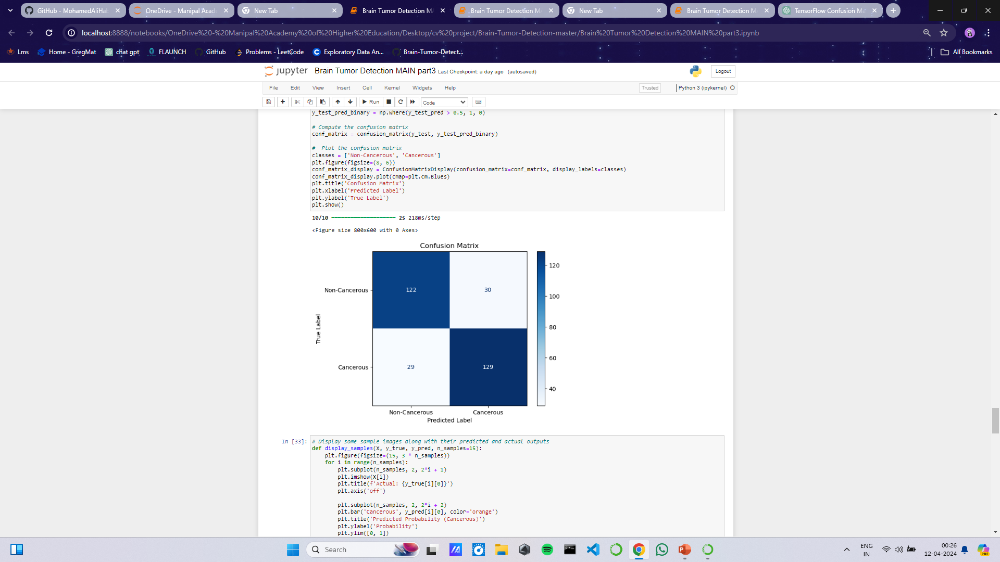 GitHub - MohamedAliHab
OneDrive - Manipal Acade
New Tab
Brain Tumor Detection M
Brain Tumor Detection M
New Tab
Brain Tumor Detection M
TensorFlow Confusion Ma
localhost:8888/notebooks/OneDrive%20-%20Manipal%20Academy%20of%20Higher%20Education/Desktop/cv%20project/Brain-Tumor-Detection-master/Brain%20Tumor%20Detection%20MAIN%20part3.ipynb
Lms
Home - GregMat
chat gpt
FLAUNCH
GitHub
Problems - LeetCode
Exploratory Data An...
Brain-Tumor-Detect...
All Bookmarks
jupyter Brain Tumor Detection MAIN part3 Last Checkpoint: a day ago (autosaved)
Logout
File Edit View Insert Cell Kernel Widgets Help
Trusted
Python 3 (ipykernel)
Run
Code
y_test_pred_binary = np.where(y_test_pred > 0.5, 1, 0)
# Compute the confusion matrix
conf_matrix = confusion_matrix(y_test, y_test_pred_binary)
#  Plot the confusion matrix
classes = ['Non-Cancerous', 'Cancerous']
plt.figure(figsize=(8, 6))
conf_matrix_display = ConfusionMatrixDisplay(confusion_matrix=conf_matrix, display_labels=classes)
conf_matrix_display.plot(cmap=plt.cm.Blues)
plt.title('Confusion Matrix')
plt.xlabel('Predicted Label')
plt.ylabel('True Label')
plt.show()
10/10 2s 218ms/step
<Figure size 800x600 with 0 Axes>
Confusion Matrix
120
Non-Cancerous 122 30
100
True Label
80
60
Cancerous 29 129
40
Non-Cancerous Cancerous
Predicted Label
In [33]: # Display some sample images along with their predicted and actual outputs
def display_samples(X, y_true, y_pred, n_samples=15):
    plt.figure(figsize=(15, 3 * n_samples))
    for i in range(n_samples):
        plt.subplot(n_samples, 2, 2*i + 1)
        plt.imshow(X[i])
        plt.title(f'Actual: {y_true[i][0]}')
        plt.axis('off')
        plt.subplot(n_samples, 2, 2*i + 2)
        plt.bar('Cancerous', y_pred[i][0], color='orange')
        plt.title('Predicted Probability (Cancerous)')
        plt.ylabel('Probability')
        plt.ylim([0, 1])
Search
ENG
IN
00:26
12-04-2024
PRE